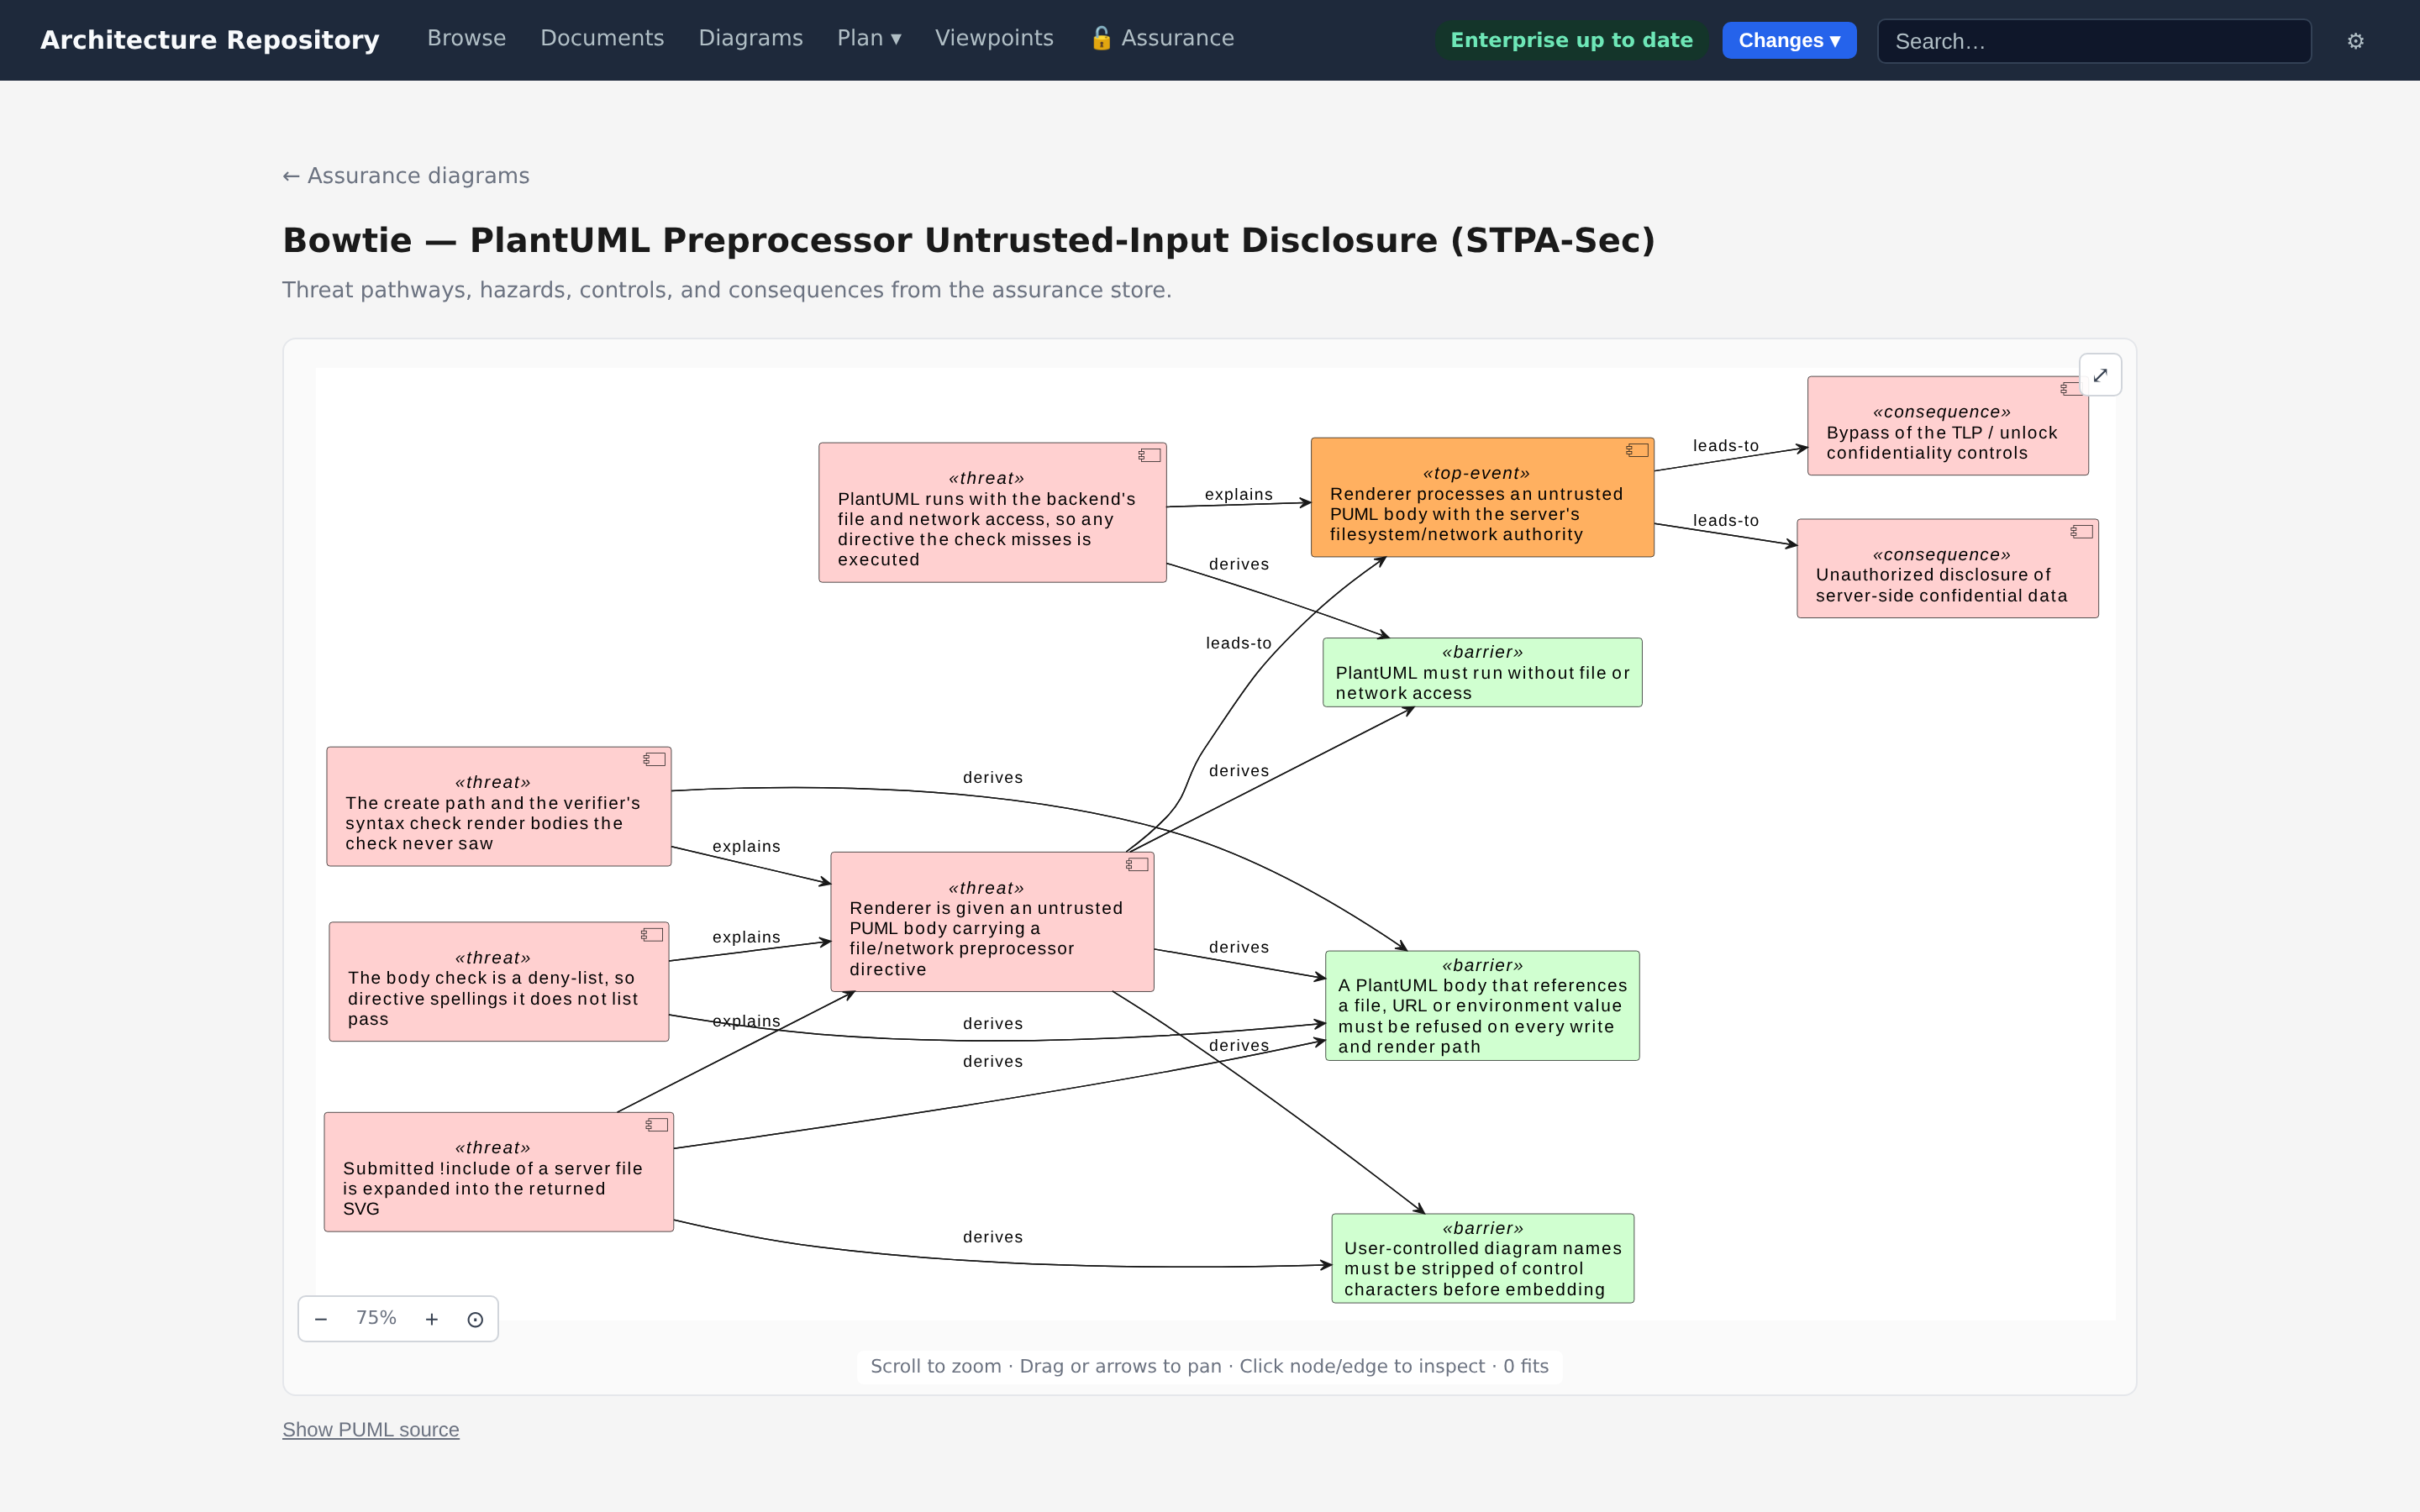 Architecture Repository
Browse
Documents
Diagrams
Plan ▾
Viewpoints
🔓 Assurance
Enterprise up to date
Changes ▾
Search…
← Assurance diagrams
Bowtie — PlantUML Preprocessor Untrusted-Input Disclosure (STPA-Sec)
Threat pathways, hazards, controls, and consequences from the assurance store.
«consequence»
Bypass of the TLP / unlock
confidentiality controls
leads-to
«top-event»
Renderer processes an untrusted
PUML body with the server's
filesystem/network authority
«threat»
PlantUML runs with the backend's
file and network access, so any
directive the check misses is
executed
explains
leads-to
«consequence»
Unauthorized disclosure of
server-side confidential data
derives
leads-to
«barrier»
PlantUML must run without file or
network access
«threat»
The create path and the verifier's
syntax check render bodies the
check never saw
derives
derives
explains
«threat»
Renderer is given an untrusted
PUML body carrying a
file/network preprocessor
directive
«threat»
The body check is a deny-list, so
directive spellings it does not list
pass
explains
derives
«barrier»
A PlantUML body that references
a file, URL or environment value
must be refused on every write
and render path
explains
derives
derives
derives
«threat»
Submitted !include of a server file
is expanded into the returned
SVG
derives
«barrier»
User-controlled diagram names
must be stripped of control
characters before embedding
− 75% + ⊙
Scroll to zoom · Drag or arrows to pan · Click node/edge to inspect · 0 fits
Show PUML source